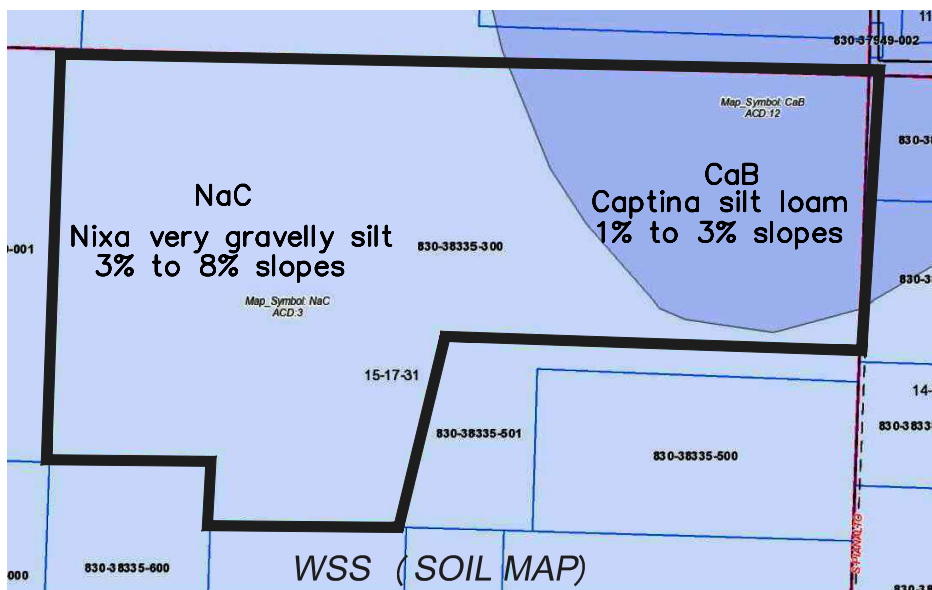 11
830-37949-002
Map_Symbol: CaB
ACD:12
830-3
CaB
Captina silt loam
1% to 3% slopes
NaC
Nixa very gravelly silt
3% to 8% slopes
-001
830-38335-300
830-3
Map_Symbol: NaC
ACD:3
15-17-31
14-
830-38335-501
830-3833
830-38335-500
830-38335-600
-000
WSS (SOIL MAP)
830-38